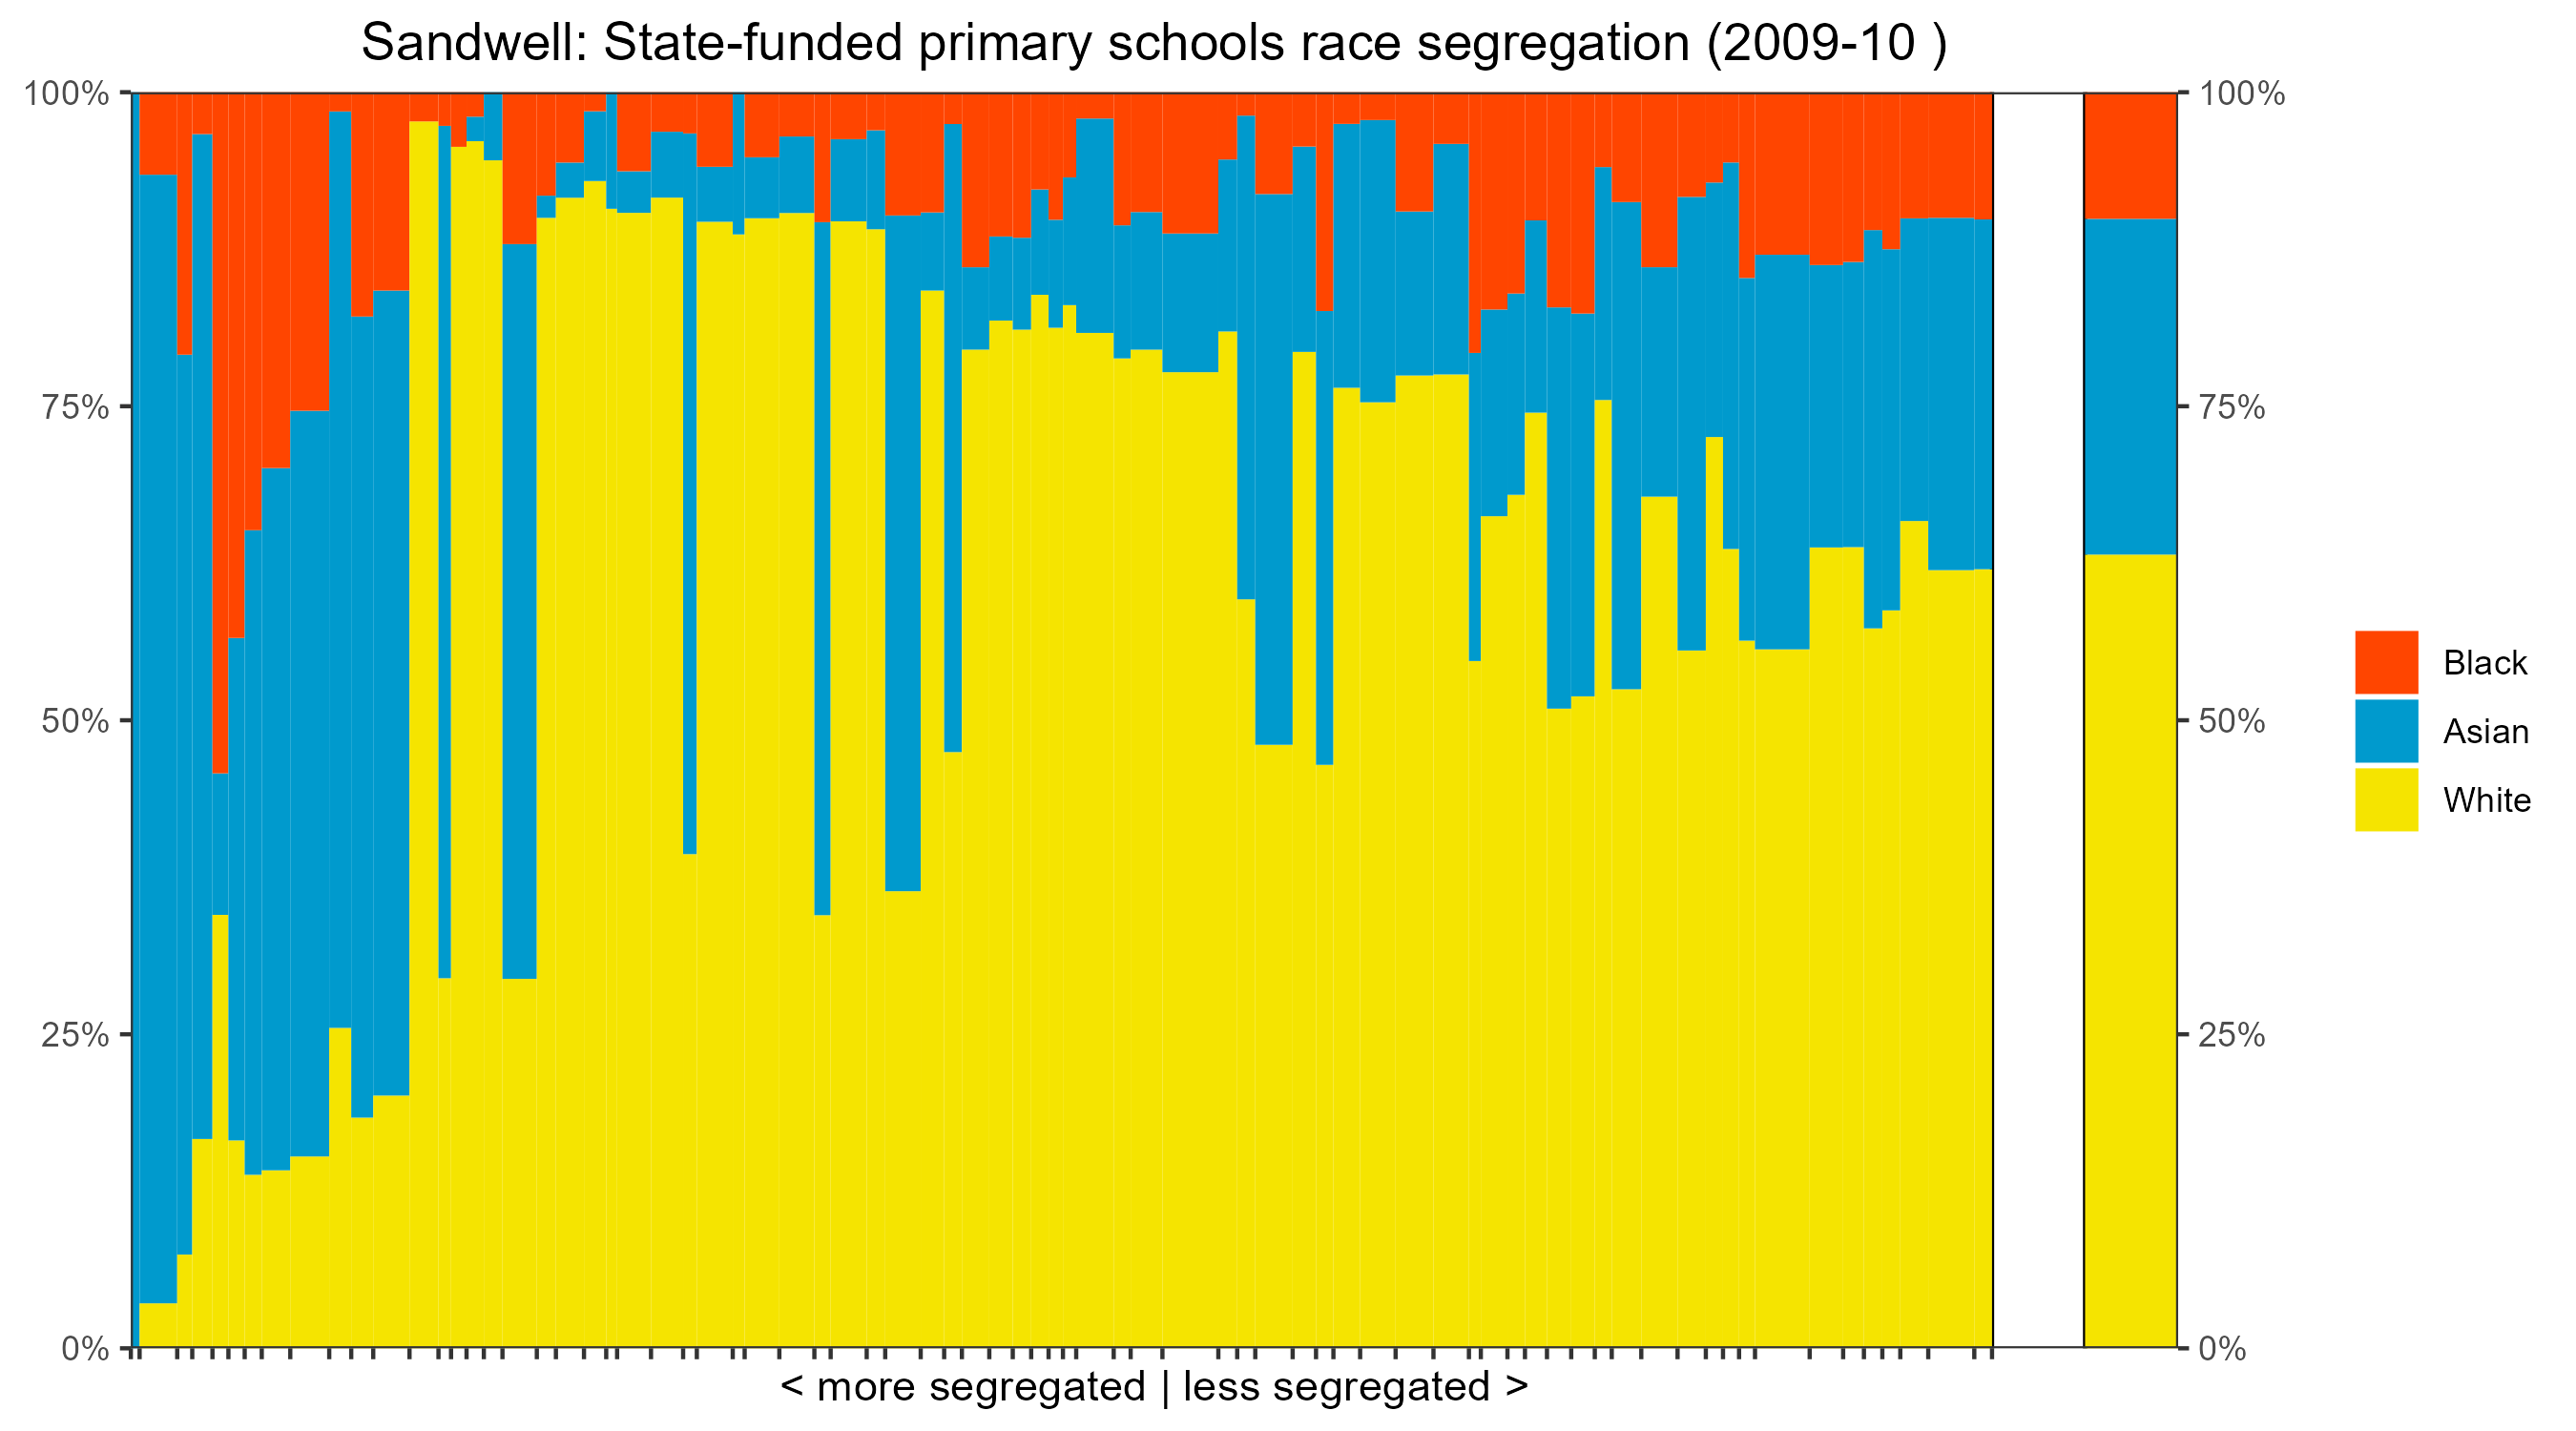 Sandwell: State-funded primary schools race segregation (2009-10 )
100%
75%
50%
25%
0%
100%
75%
50%
25%
0%
Black
Asian
White
< more segregated | less segregated >